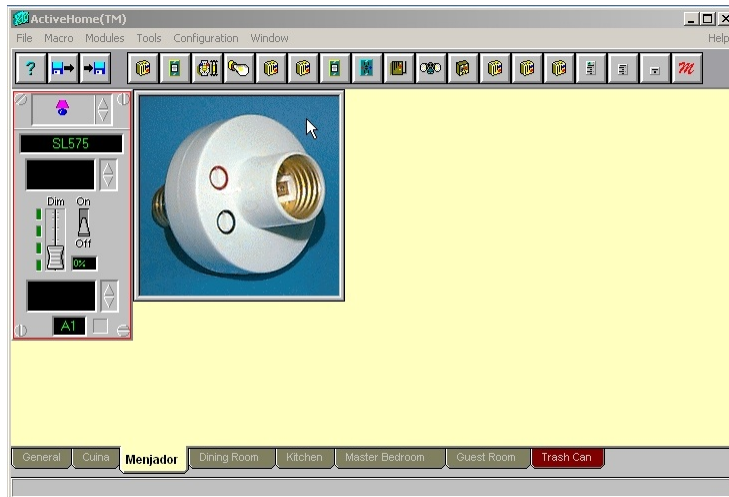 ActiveHome(TM)
File Macro Modules Tools Configuration Window Help
SL575
Dim On
Off
0%
A1
General Cuina Menjador Dining Room Kitchen Master Bedroom Guest Room Trash Can